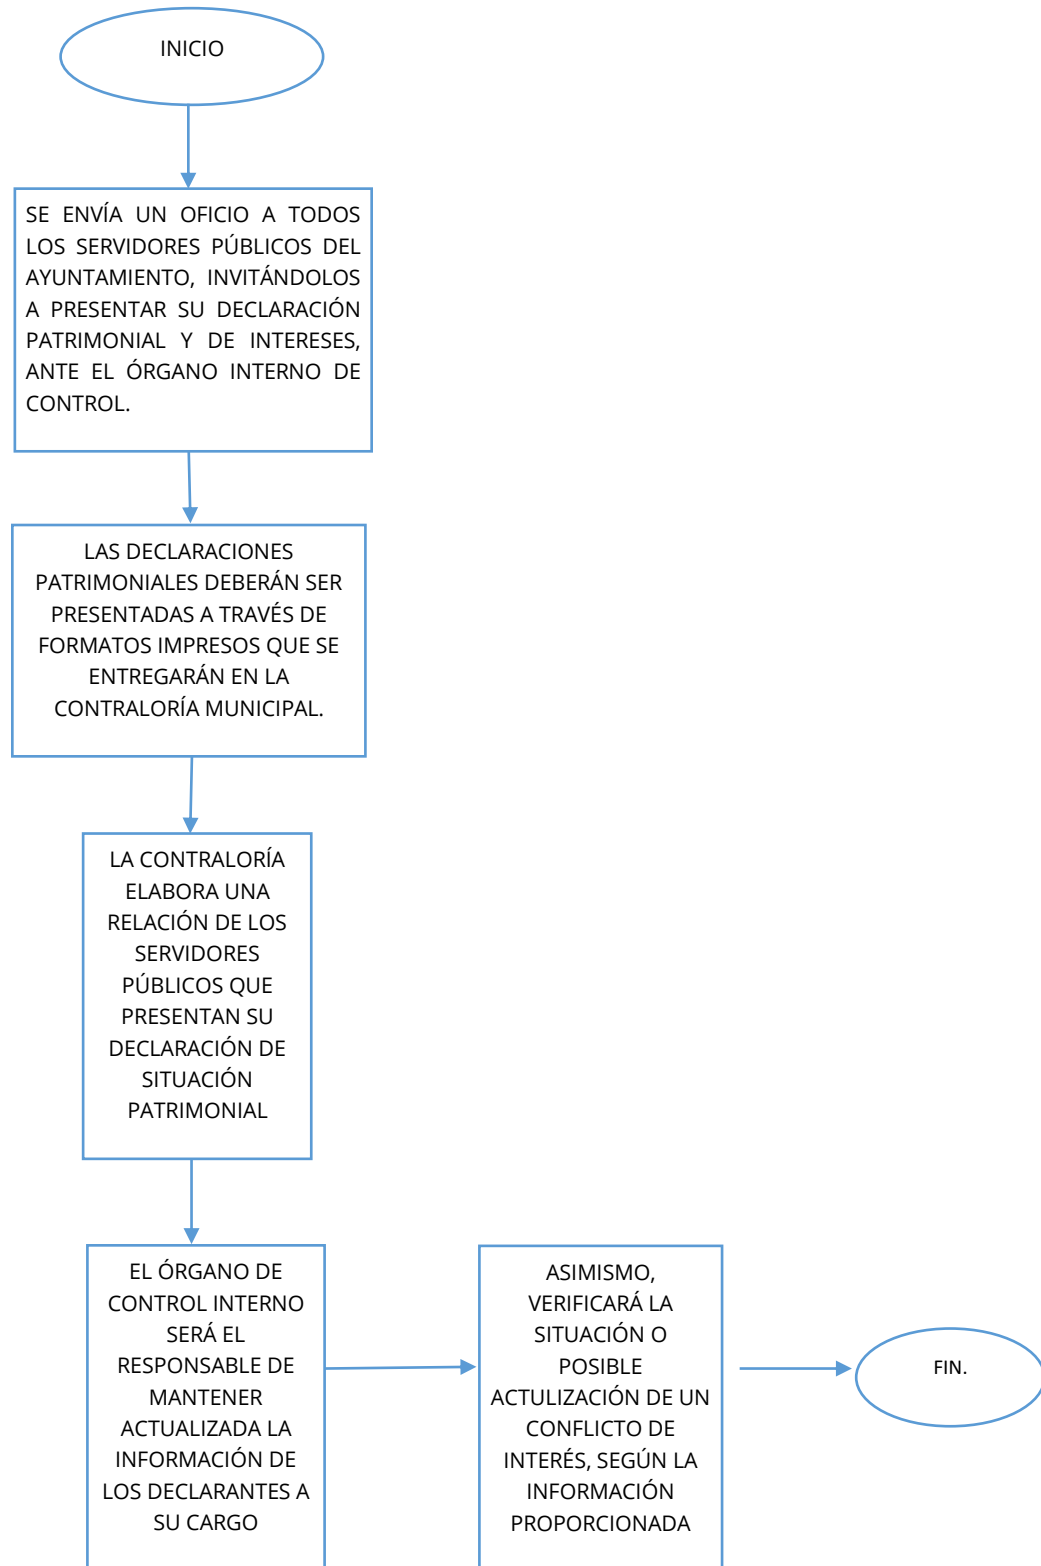 INICIO
SE ENVÍA UN OFICIO A TODOS
LOS SERVIDORES PÚBLICOS DEL
AYUNTAMIENTO, INVITÁNDOLOS
A PRESENTAR SU DECLARACIÓN
PATRIMONIAL Y DE INTERESES,
ANTE EL ÓRGANO INTERNO DE
CONTROL.
LAS DECLARACIONES
PATRIMONIALES DEBERÁN SER
PRESENTADAS A TRAVÉS DE
FORMATOS IMPRESOS QUE SE
ENTREGARÁN EN LA
CONTRALORÍA MUNICIPAL.
LA CONTRALORÍA
ELABORA UNA
RELACIÓN DE LOS
SERVIDORES
PÚBLICOS QUE
PRESENTAN SU
DECLARACIÓN DE
SITUACIÓN
PATRIMONIAL
EL ÓRGANO DE
CONTROL INTERNO
SERÁ EL
RESPONSABLE DE
MANTENER
ACTUALIZADA LA
INFORMACIÓN DE
LOS DECLARANTES A
SU CARGO
ASIMISMO,
VERIFICARÁ LA
SITUACIÓN O
POSIBLE
ACTULIZACIÓN DE UN
CONFLICTO DE
INTERÉS, SEGÚN LA
INFORMACIÓN
PROPORCIONADA
FIN.